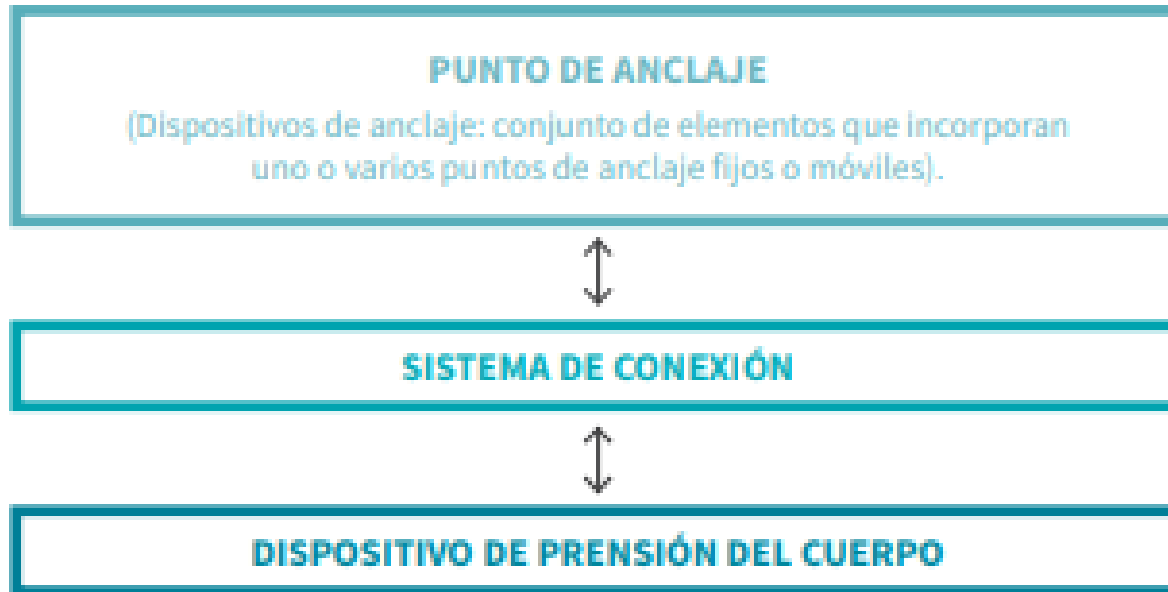 PUNTO DE ANCLAJE
(Dispositivos de anclaje: conjunto de elementos que incorporan
uno o varios puntos de anclaje fijos o móviles).
SISTEMA DE CONEXIÓN
DISPOSITIVO DE PRENSIÓN DEL CUERPO